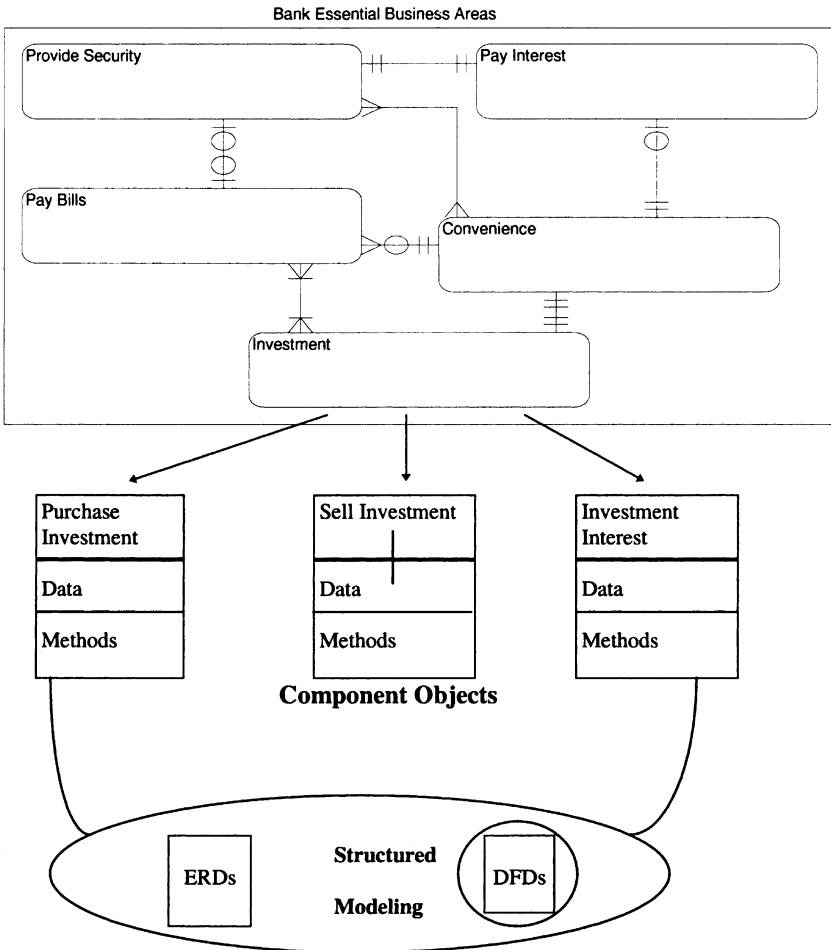 Bank Essential Business Areas
Provide Security
Pay Interest
Pay Bills
Convenience
Investment
Purchase
Investment
Data
Methods
Sell Investment
Data
Methods
Investment
Interest
Data
Methods
Component Objects
ERDs
Structured
Modeling
DFDs